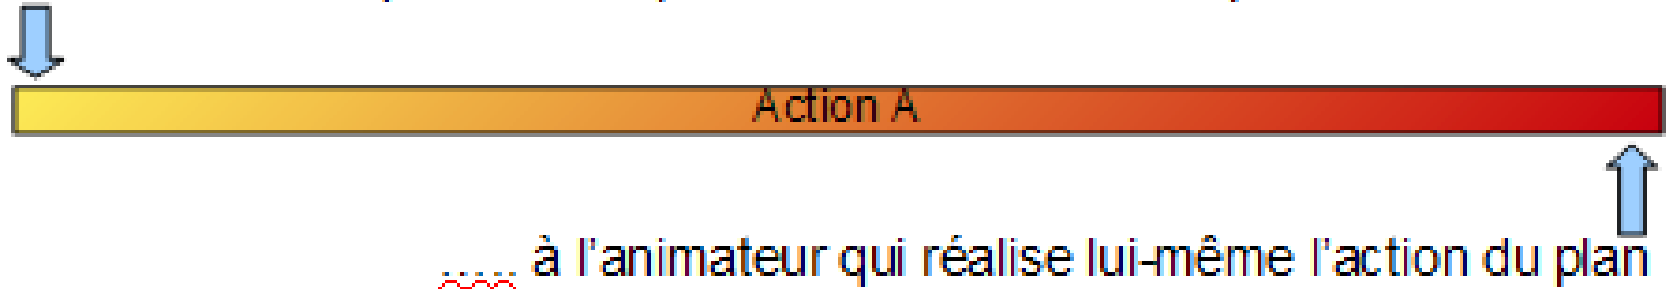 Action A
..... à l'animateur qui réalise lui-même l'action du plan